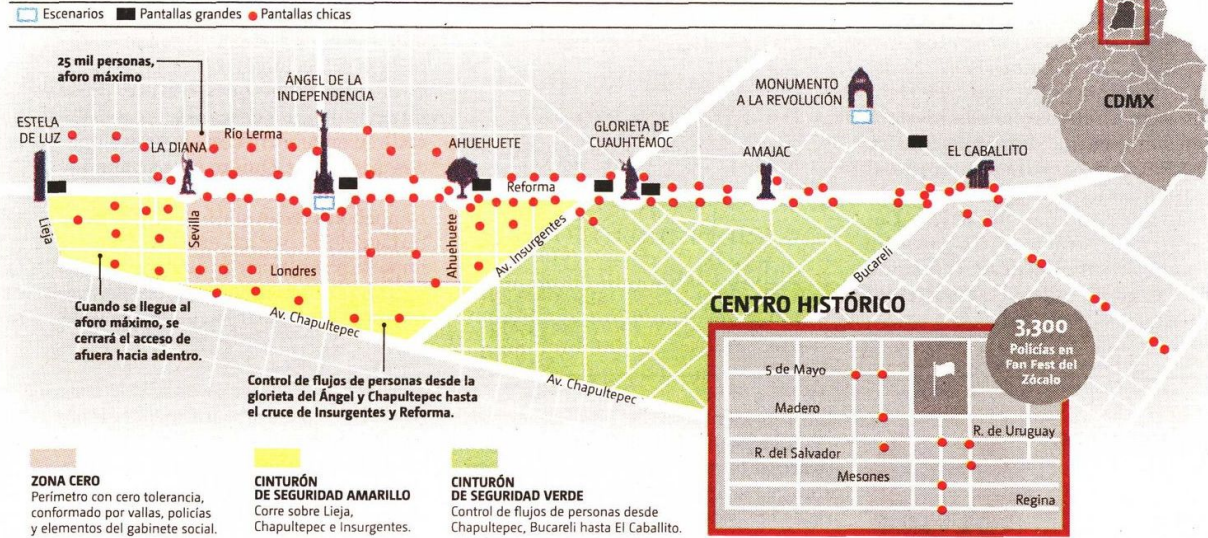 Escenarios Pantallas grandes Pantallas chicas
25 mil personas,
aforo máximo
ÁNGEL DE LA
INDEPENDENCIA
MONUMENTO
A LA REVOLUCIÓN
CDMX
ESTELA
DE LUZ
LA DIANA
Río Lerma
AHUEHUETE
GLORIETA DE
CUAUHTÉMOC
AMAJAC
EL CABALLITO
Reforma
Lieja
Sevilla
Ahuehuete
Av. Insurgentes
Bucareli
Londres
Av. Chapultepec
Av. Chapultepec
Cuando se llegue al
aforo máximo, se
cerrará el acceso de
afuera hacia adentro.
Control de flujos de personas desde la
glorieta del Ángel y Chapultepec hasta
el cruce de Insurgentes y Reforma.
CENTRO HISTÓRICO
3,300
Policías en
Fan Fest del
Zócalo
5 de Mayo
Madero
R. de Uruguay
R. del Salvador
Mesones
Regina
ZONA CERO
Perímetro con cero tolerancia,
conformado por vallas, policías
y elementos del gabinete social.
CINTURÓN
DE SEGURIDAD AMARILLO
Corre sobre Lieja,
Chapultepec e Insurgentes.
CINTURÓN
DE SEGURIDAD VERDE
Control de flujos de personas desde
Chapultepec, Bucareli hasta El Caballito.